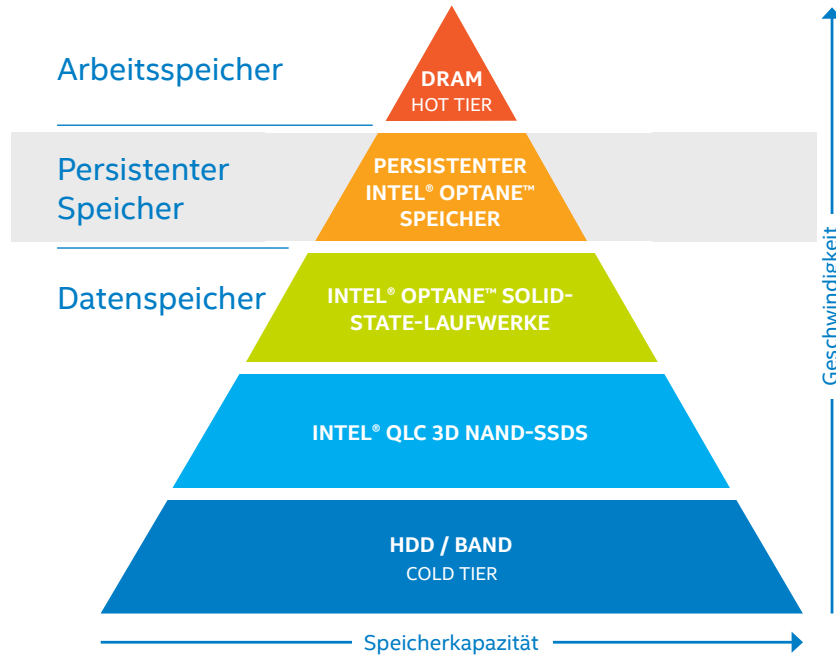 Arbeitsspeicher
DRAM
HOT TIER
Persistenter
Speicher
PERSISTENTER
INTEL® OPTANE™
SPEICHER
Datenspeicher
INTEL® OPTANE™ SOLID-
STATE-LAUFWERKE
INTEL® QLC 3D NAND-SSDS
HDD / BAND
COLD TIER
Speicherkapazität
Geschwindigkeit